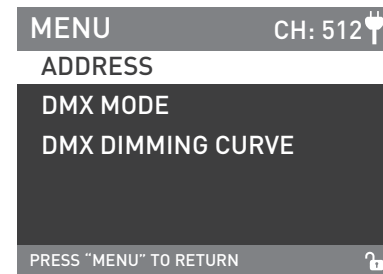 MENU CH: 512
ADDRESS
DMX MODE
DMX DIMMING CURVE
PRESS “MENU” TO RETURN